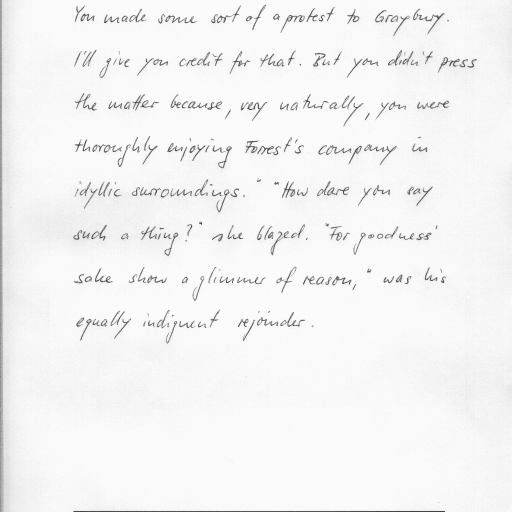 You made some sort of a protest to Graybury.
I'll give you credit for that. But you didn't press
the matter because, very naturally, you were
thoroughly enjoying Forrest's company in
idyllic surroundings." "How dare you say
such a thing?" she blazed. "For goodness'
sake show a glimmer of reason," was his
equally indignent rejoinder.